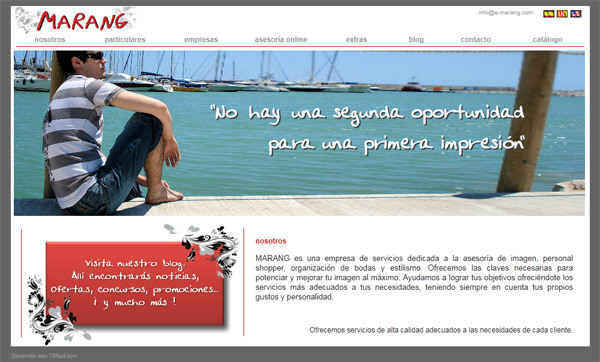 MARANG
info@e-marang.com
nosotros particulares empresas asesoría online extras blog contacto catálogo
"No hay una segunda oportunidad
para una primera impresión"
Visita nuestro blog.
Allí encontrarás noticias,
ofertas, concursos, promociones...
¡ y mucho más !
nosotros
MARANG es una empresa de servicios dedicada a la asesoría de imagen, personal
shopper, organización de bodas y estilismo. Ofrecemos las claves necesarias para
potenciar y mejorar tu imagen al máximo. Ayudamos a lograr tus objetivos ofreciéndote los
servicios más adecuados a tus necesidades, teniendo siempre en cuenta tus propios
gustos y personalidad.
Ofrecemos servicios de alta calidad adecuados a las necesidades de cada cliente.
Desarrollo web